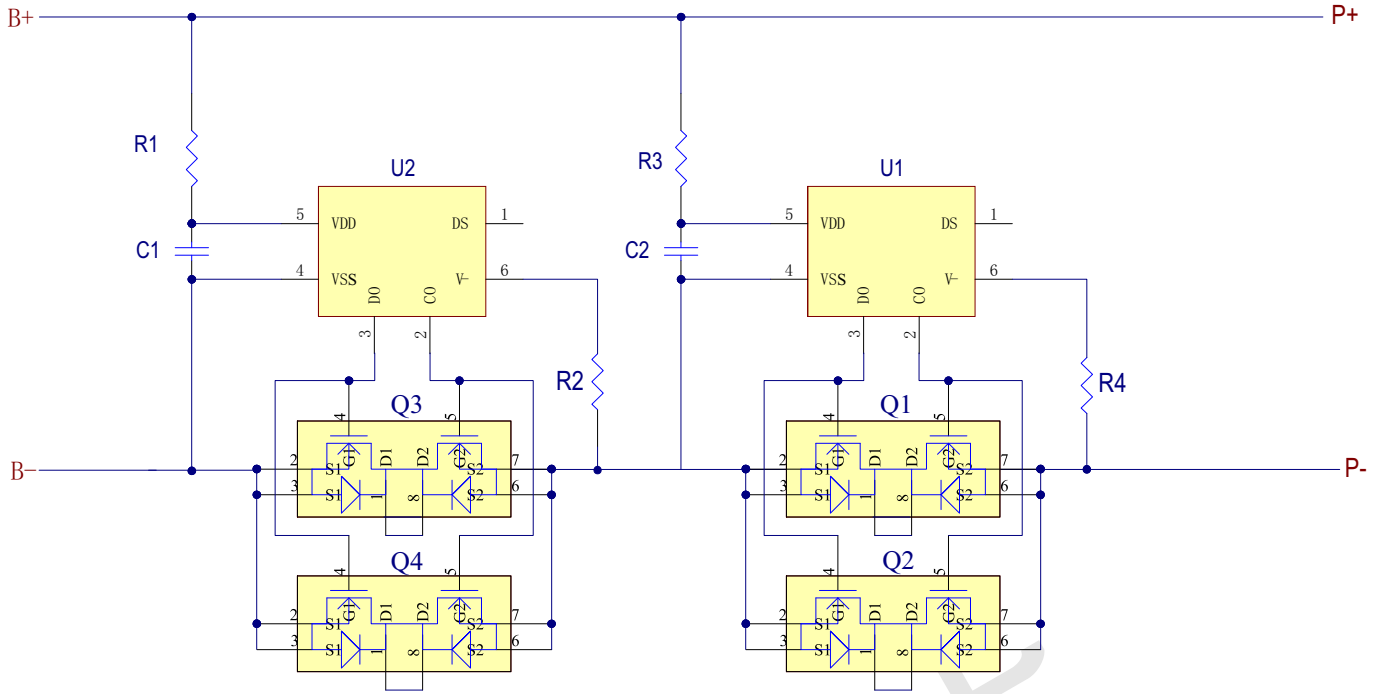 B+
P+
R1
R3
U2
U1
5
VDD
DS
1
5
VDD
DS
1
C1
C2
4
VSS
V-
6
4
VSS
V-
6
DO
CO
DO
CO
3
2
3
2
R2
R4
Q3
Q1
4
5
4
5
B-
P-
2
S1
G1
D1
D2
G2
S2
7
2
S1
G1
D1
D2
G2
S2
7
3
S1
1
8
S2
6
3
S1
1
8
S2
6
Q4
Q2
4
5
4
5
2
S1
G1
D1
D2
G2
S2
7
2
S1
G1
D1
D2
G2
S2
7
3
S1
1
8
S2
6
3
S1
1
8
S2
6